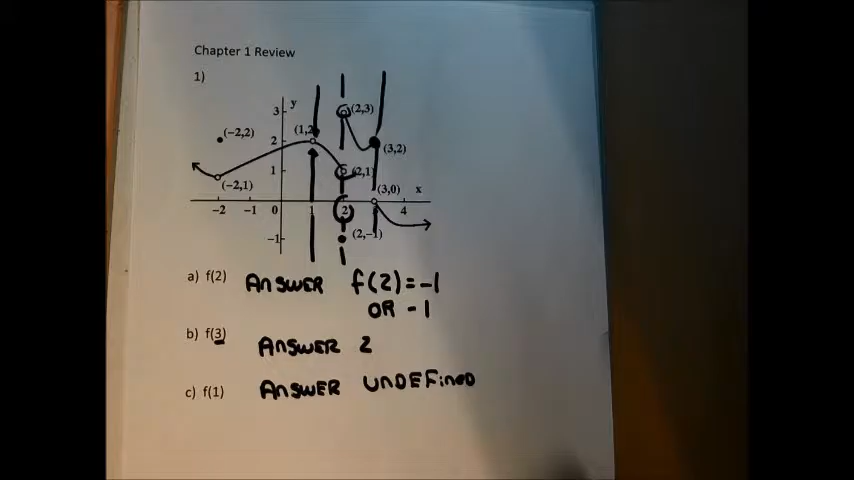 Chapter 1 Review
1)
y
3
(2,3)
(-2,2)
2
(1,2
(3,2)
1
(2,1)
(-2,1)
(3,0)
x
-2 -1 0 1 2 4
-1
(2,-1)
a) f(2) ANSWER f(2)=-1
OR -1
b) f(3) ANSWER 2
c) f(1) ANSWER UNDEFINED